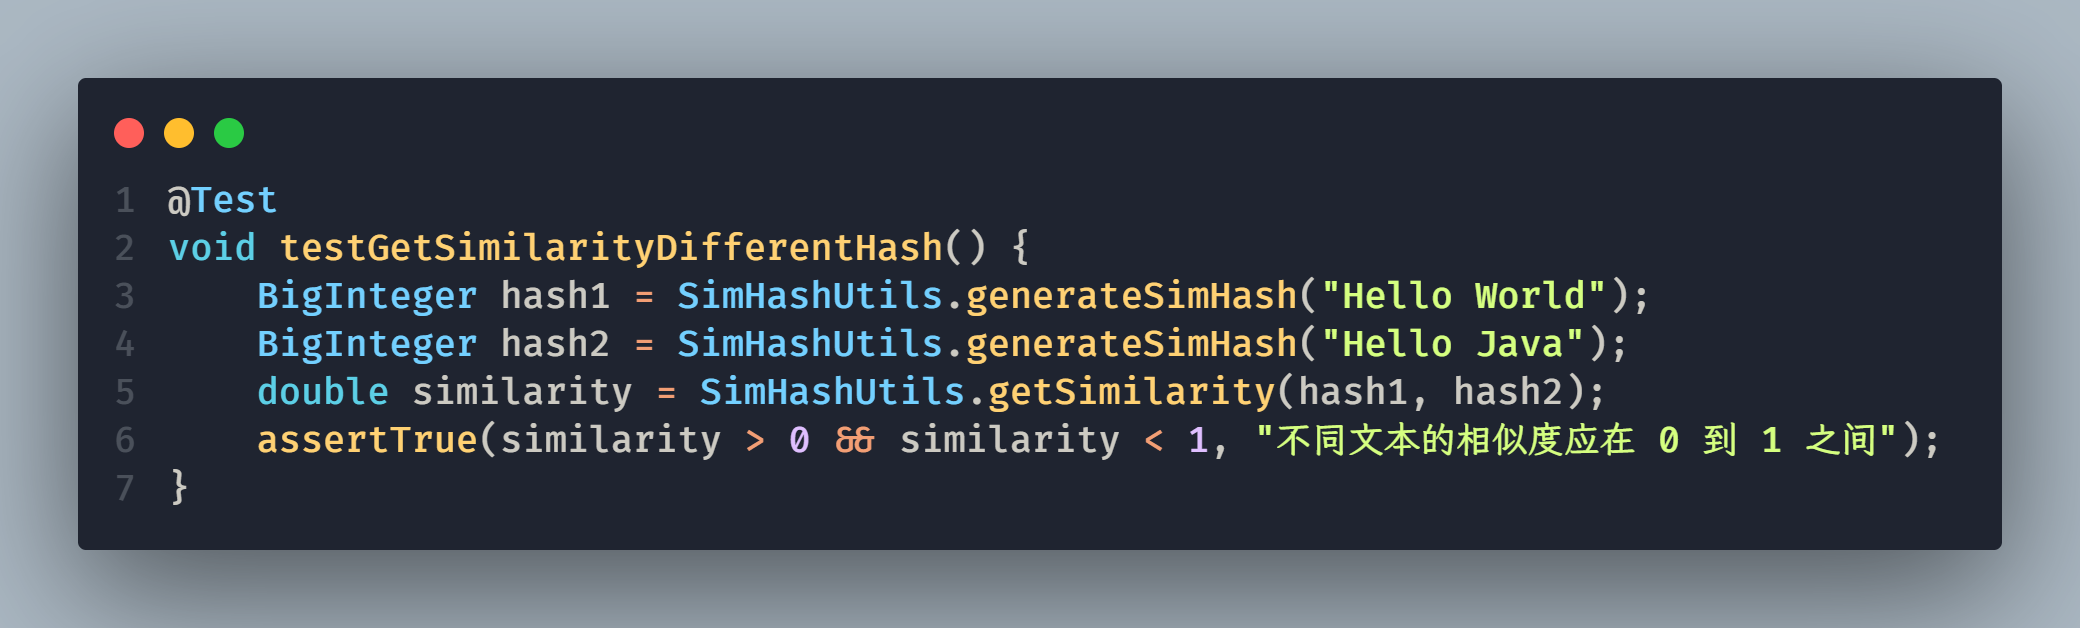 1 @Test
2 void testGetSimilarityDifferentHash() {
3     BigInteger hash1 = SimHashUtils.generateSimHash("Hello World");
4     BigInteger hash2 = SimHashUtils.generateSimHash("Hello Java");
5     double similarity = SimHashUtils.getSimilarity(hash1, hash2);
6     assertTrue(similarity > 0 && similarity < 1, "不同文本的相似度应在 0 到 1 之间");
7 }